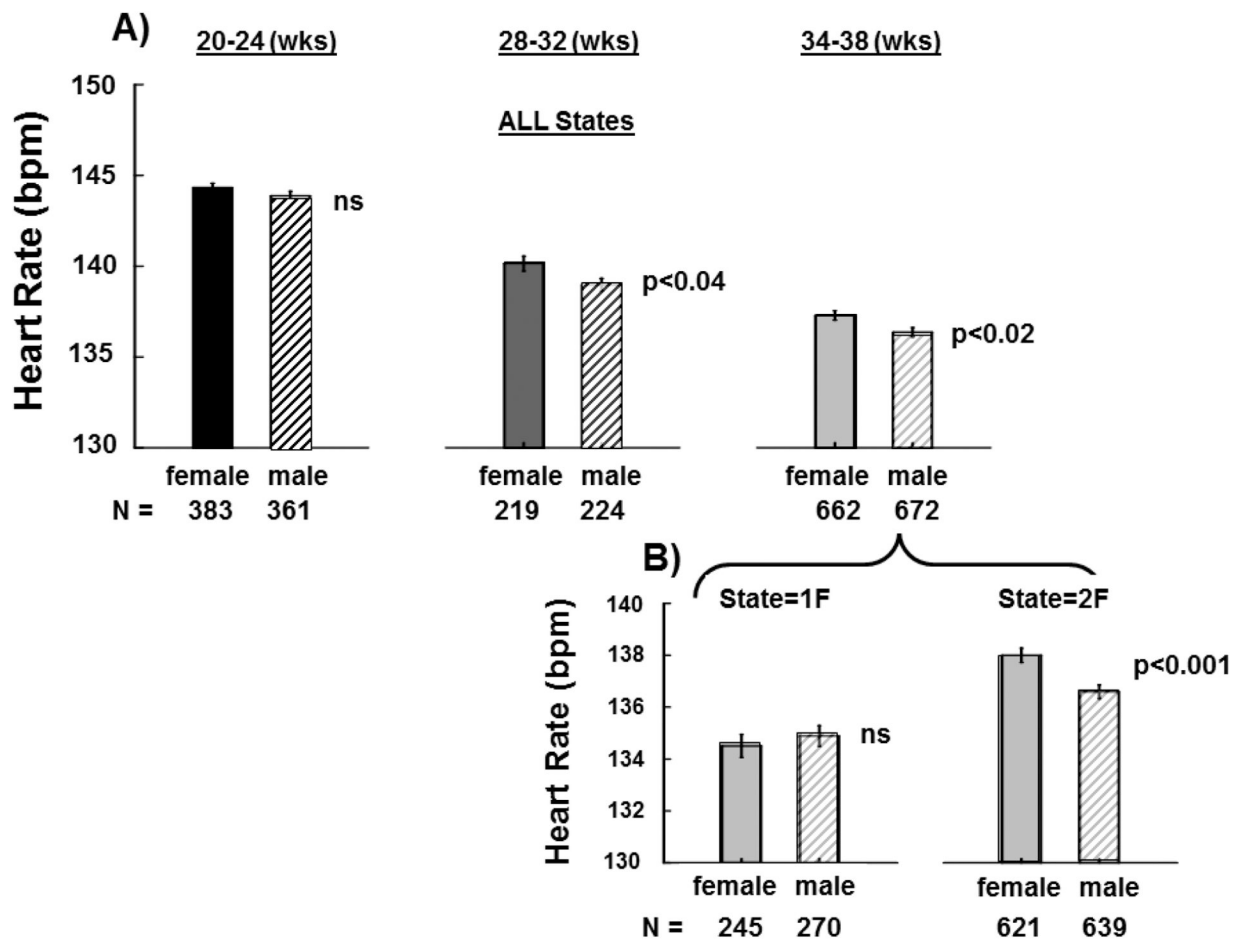 A)
20-24 (wks) 28-32 (wks) 34-38 (wks)
ALL States
Heart Rate (bpm)
150
145
140
135
130
ns
p<0.04
p<0.02
female male female male female male
N = 383 361 219 224 662 672
B)
State=1F State=2F
Heart Rate (bpm)
140
138
136
134
132
130
ns
p<0.001
female male female male
N = 245 270 621 639